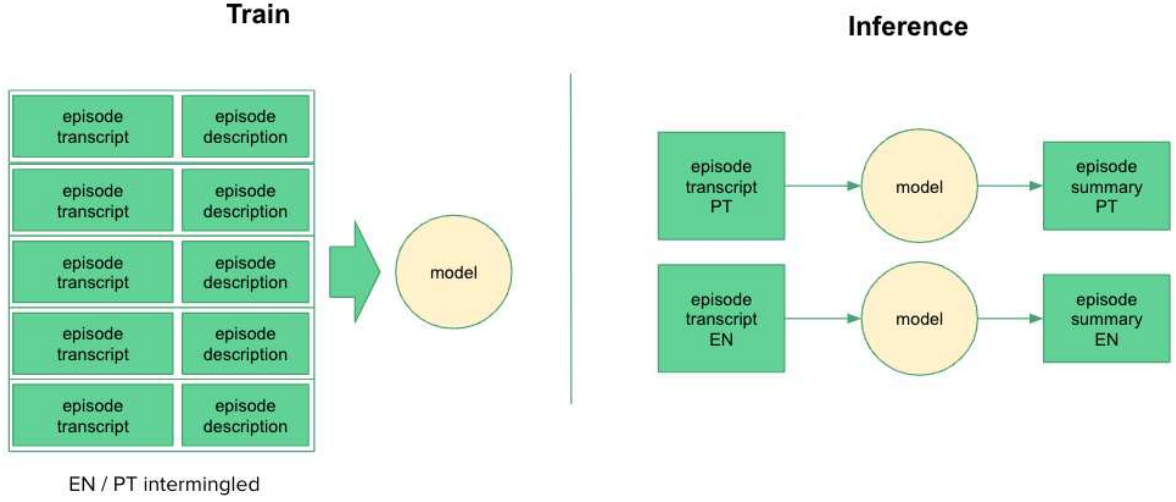 Train
episode
transcript
episode
description
episode
transcript
episode
description
episode
transcript
episode
description
episode
transcript
episode
description
episode
transcript
episode
description
model
EN / PT intermingled
Inference
episode
transcript
PT
model
episode
summary
PT
episode
transcript
EN
model
episode
summary
EN